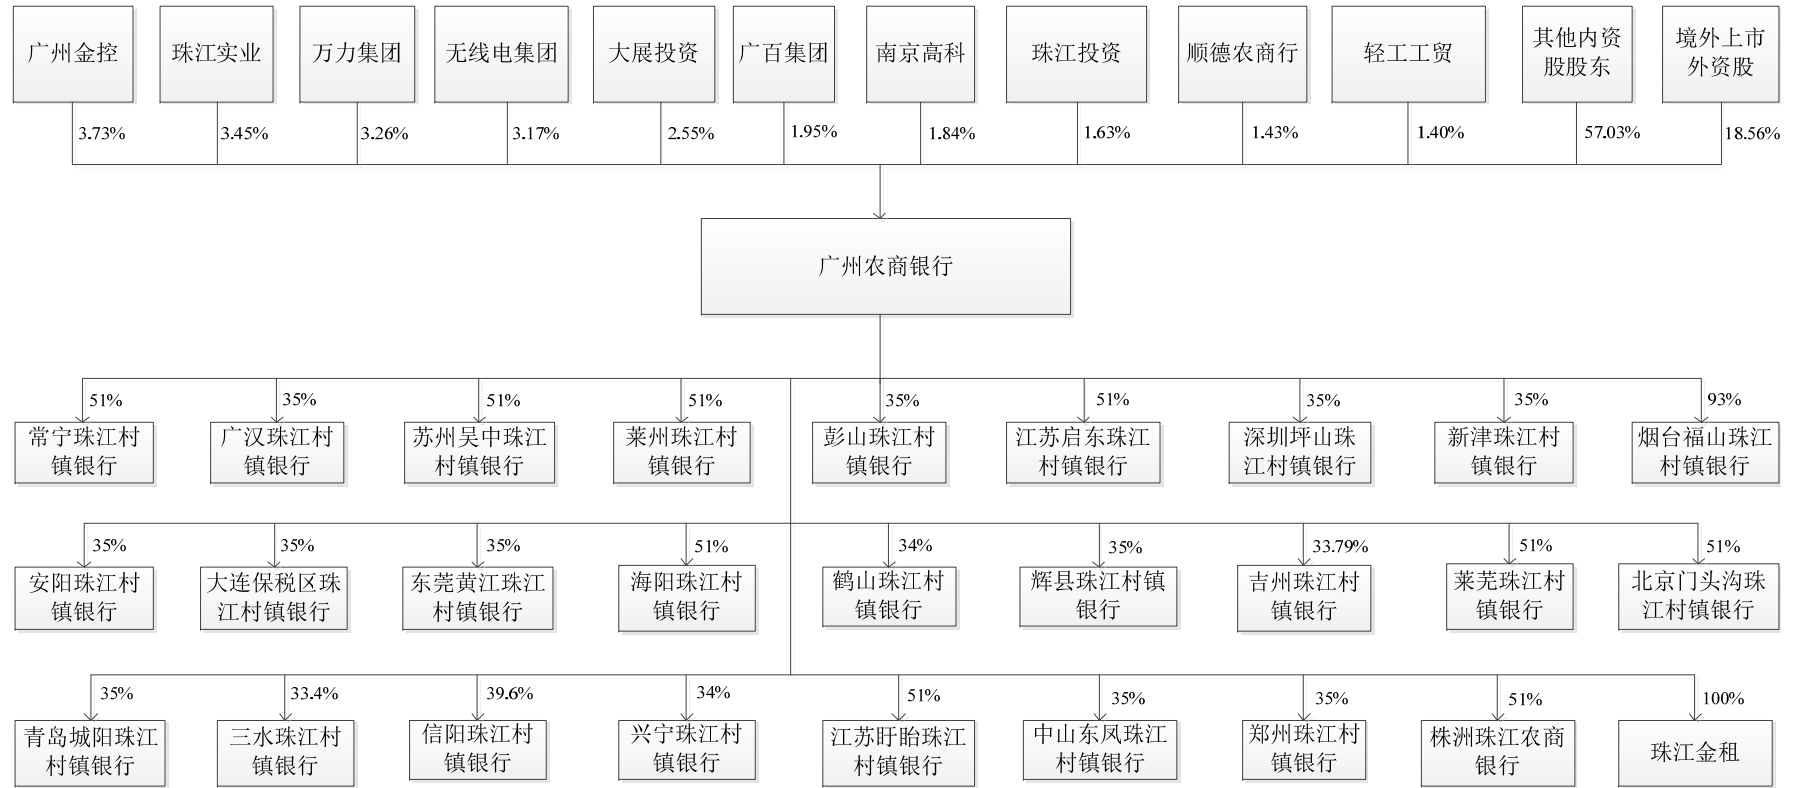 广州金控
珠江实业
万力集团
无线电集团
大展投资
广百集团
南京高科
珠江投资
顺德农商行
轻工工贸
其他内资
股股东
境外上市
外资股
3.73%
3.45%
3.26%
3.17%
2.55%
1.95%
1.84%
1.63%
1.43%
1.40%
57.03%
18.56%
广州农商银行
51%
35%
51%
51%
35%
51%
35%
35%
93%
常宁珠江村
镇银行
广汉珠江村
镇银行
苏州吴中珠江
村镇银行
莱州珠江村
镇银行
彭山珠江村
镇银行
江苏启东珠江
村镇银行
深圳坪山珠
江村镇银行
新津珠江村
镇银行
烟台福山珠江
村镇银行
35%
35%
35%
51%
34%
35%
33.79%
51%
51%
安阳珠江村
镇银行
大连保税区珠
江村镇银行
东莞黄江珠江
村镇银行
海阳珠江村
镇银行
鹤山珠江村
镇银行
辉县珠江村镇
银行
吉州珠江村
镇银行
莱芜珠江村
镇银行
北京门头沟珠
江村镇银行
35%
33.4%
39.6%
34%
51%
35%
35%
51%
100%
青岛城阳珠江
村镇银行
三水珠江村
镇银行
信阳珠江村
镇银行
兴宁珠江村
镇银行
江苏盱眙珠江
村镇银行
中山东凤珠江
村镇银行
郑州珠江村
镇银行
株洲珠江农商
银行
珠江金租